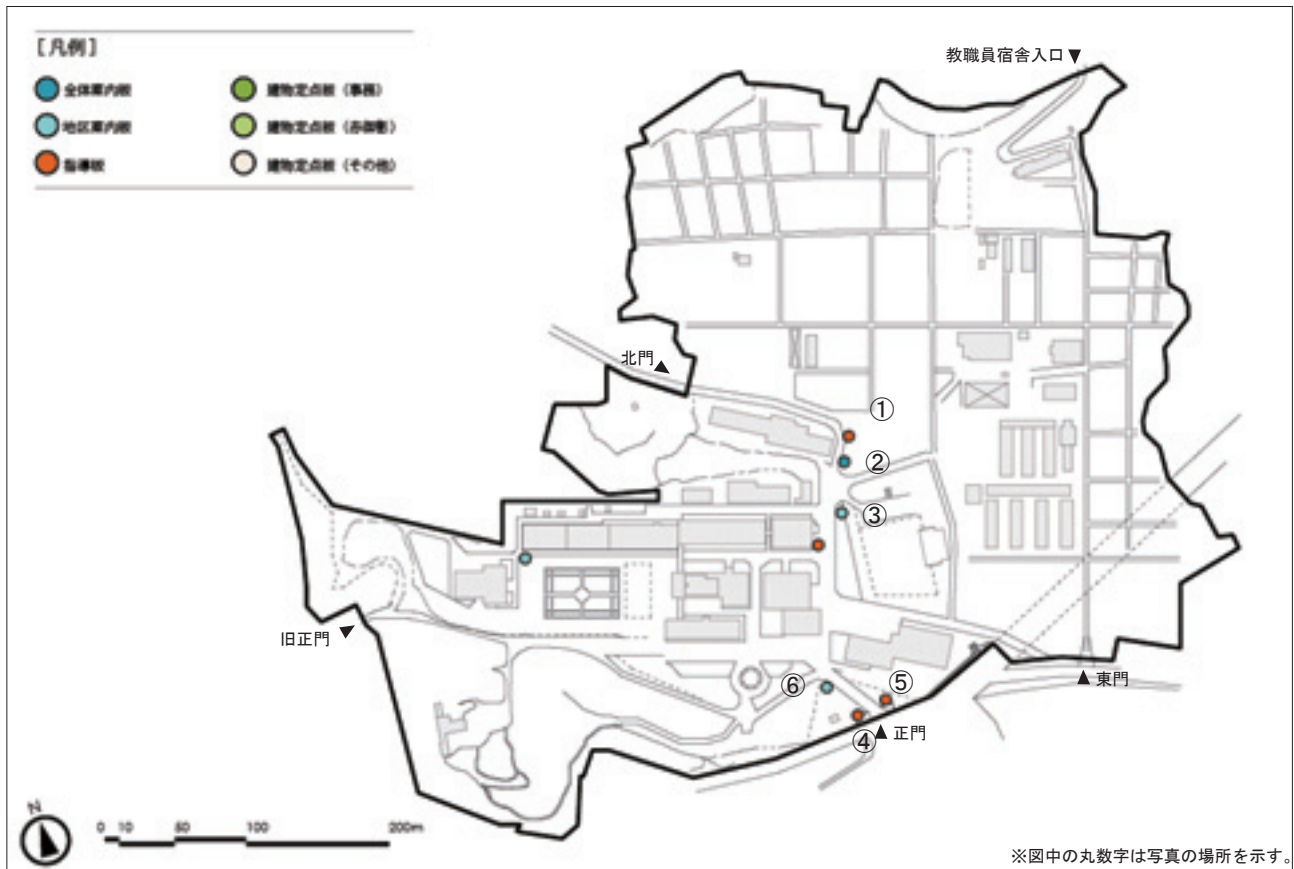 [凡例]
全体案内板
地区案内板
指導板
建物定点板（事務）
建物定点板（赤御影）
建物定点板（その他）
教職員宿舎入口 ▼
北門
①
②
③
旧正門
⑥
⑤
④
正門
東門
N
0 10 50 100 200m
※図中の丸数字は写真の場所を示す。